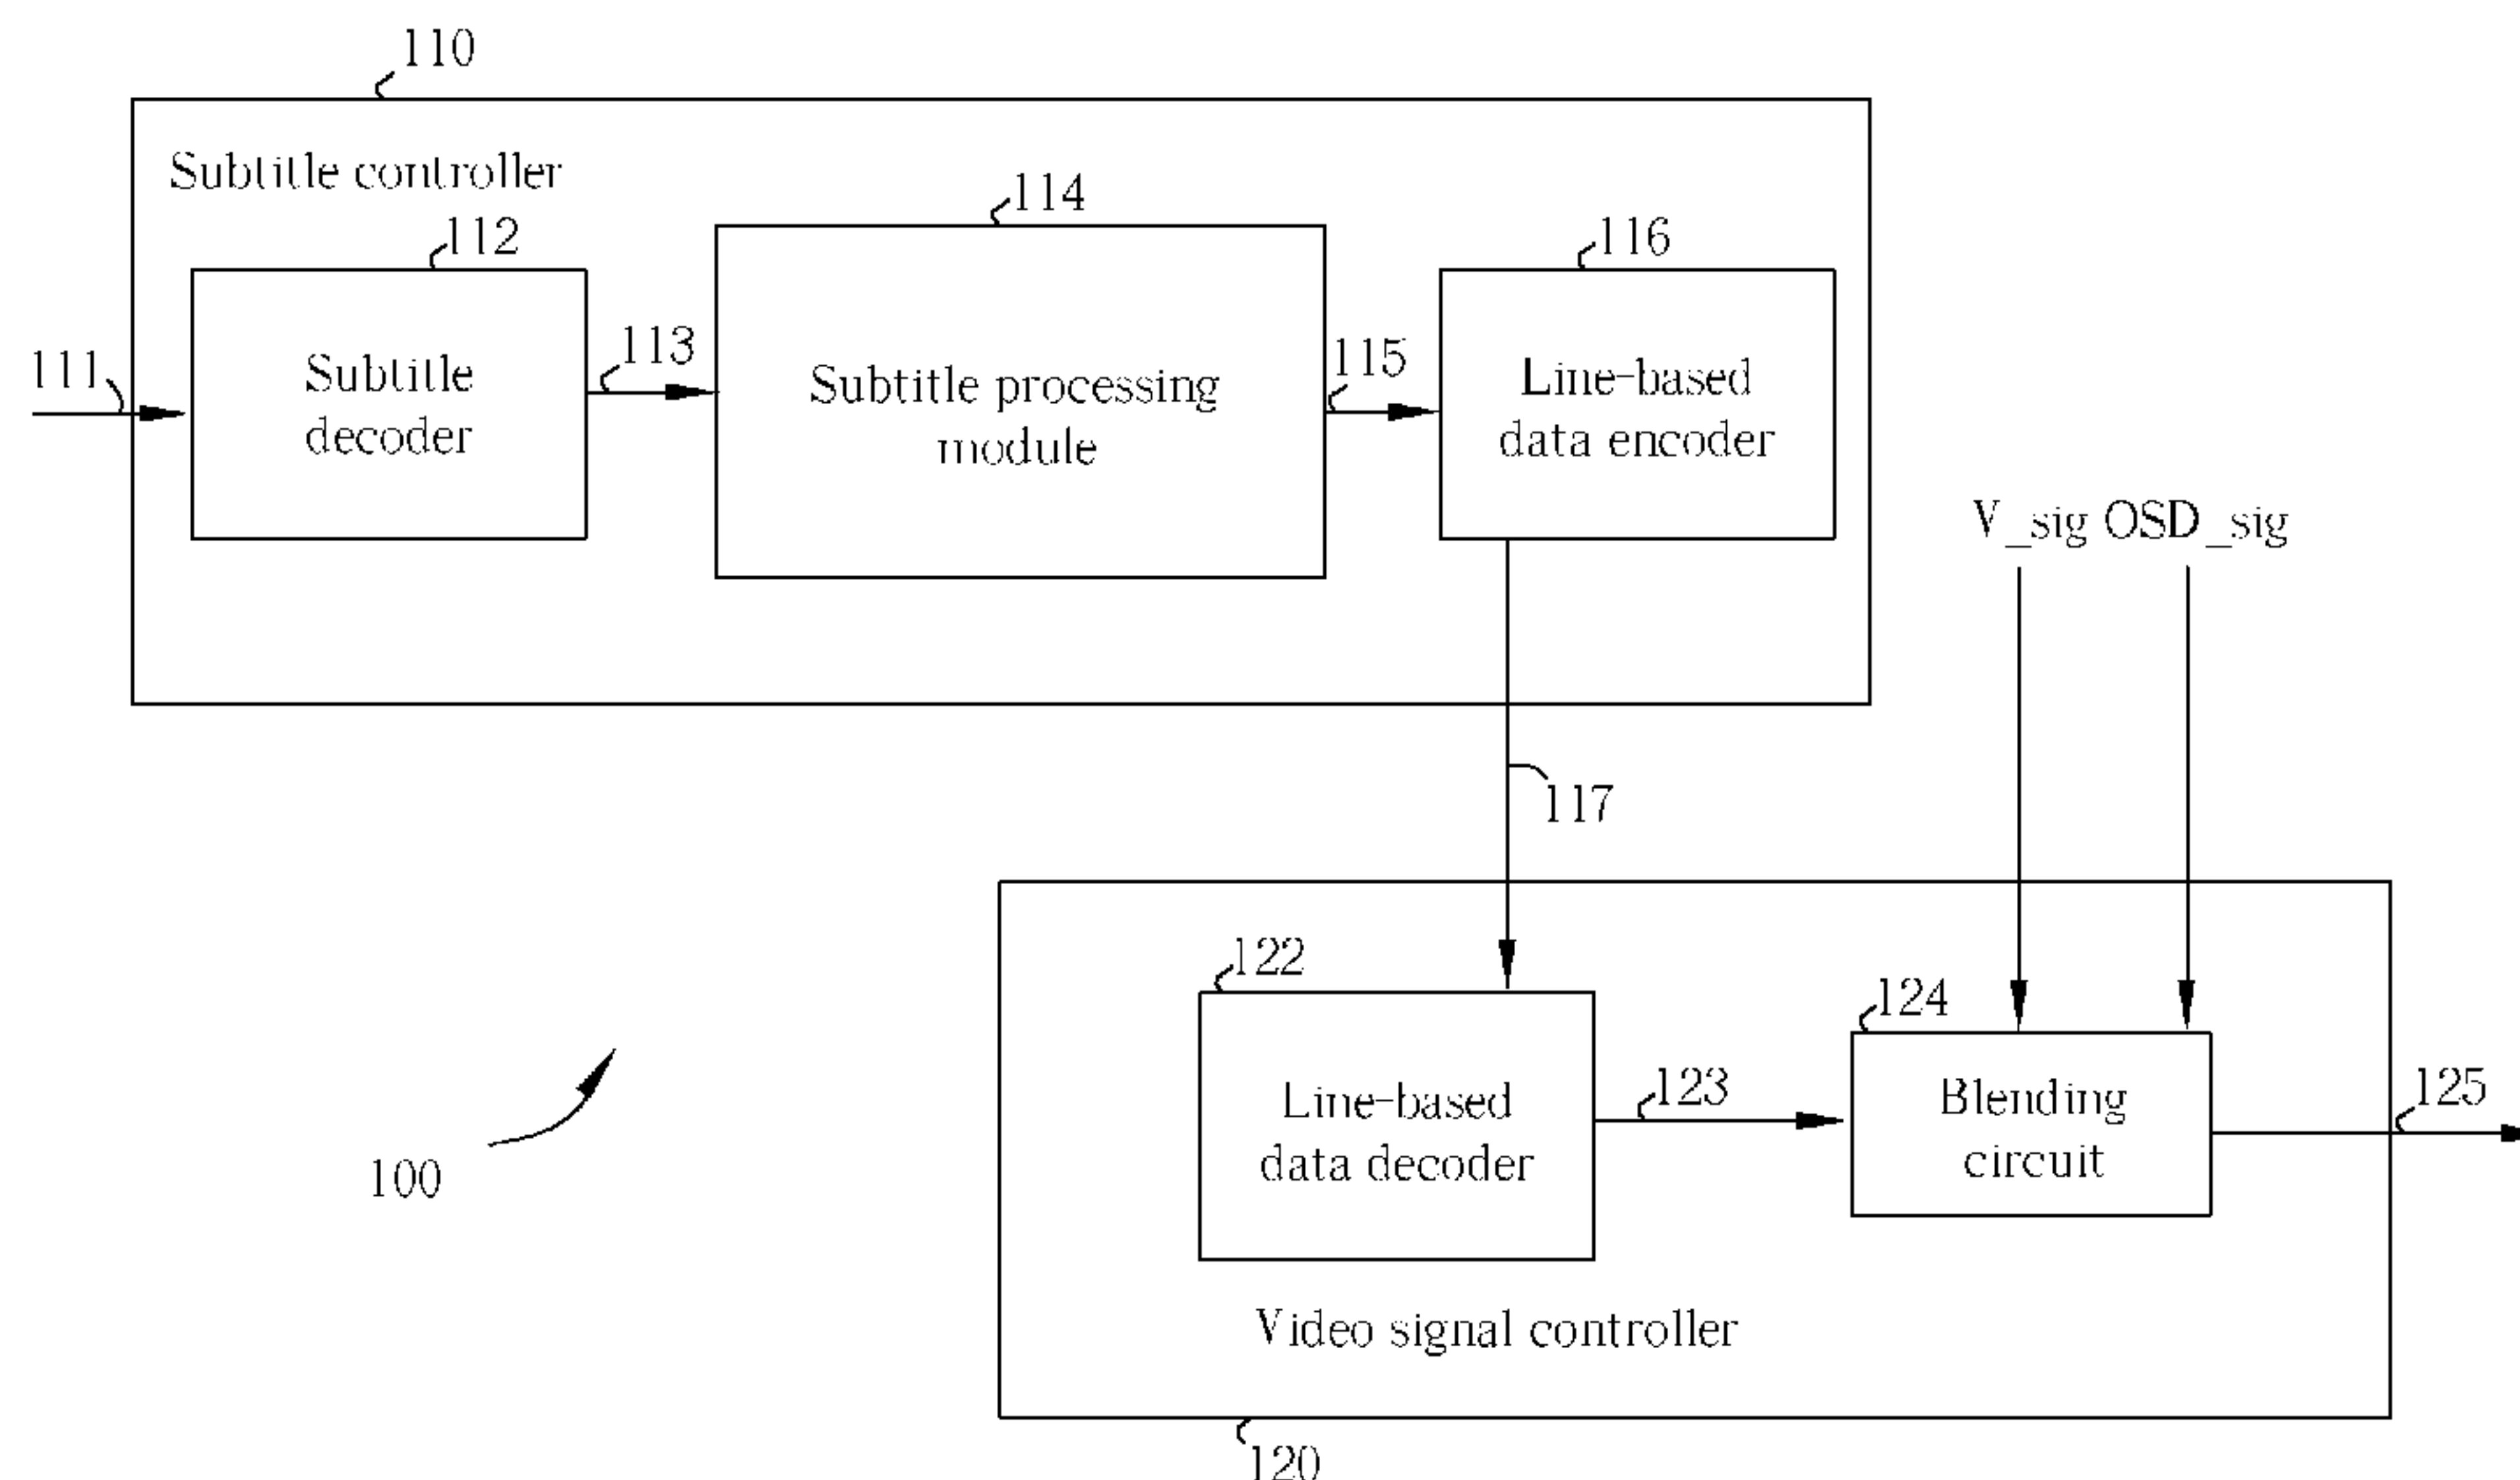 110
Subtitle controller
112
114
116
111
Subtitle
decoder
113
Subtitle processing
module
115
Line-based
data encoder
V_sig OSD_sig
117
122
124
Line-based
data decoder
123
Blending
circuit
125
100
Video signal controller
120